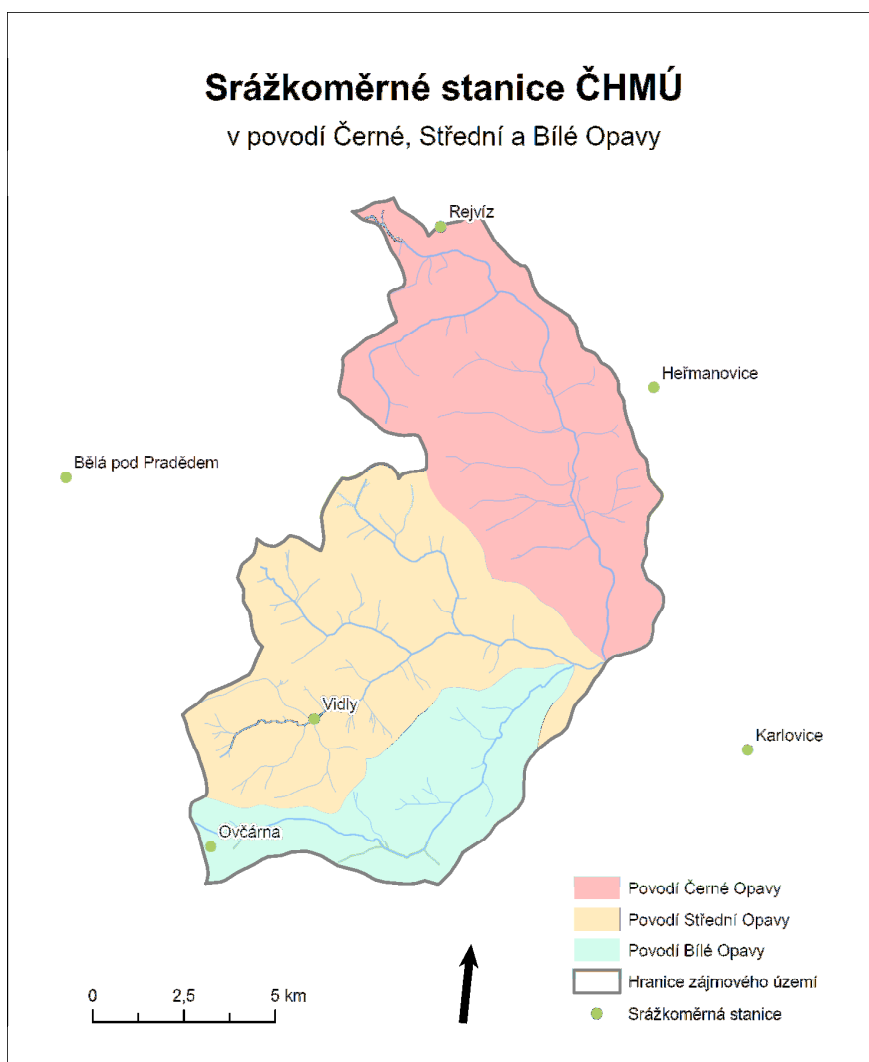 Srážkoměrné stanice ČHMÚ
v povodí Černé, Střední a Bílé Opavy
Rejvíz
Heřmanovice
Bělá pod Pradědem
Vidly
Karlovice
Ovčárna
Povodí Černé Opavy
Povodí Střední Opavy
Povodí Bílé Opavy
Hranice zájmového území
Srážkoměrná stanice
0 2,5 5 km